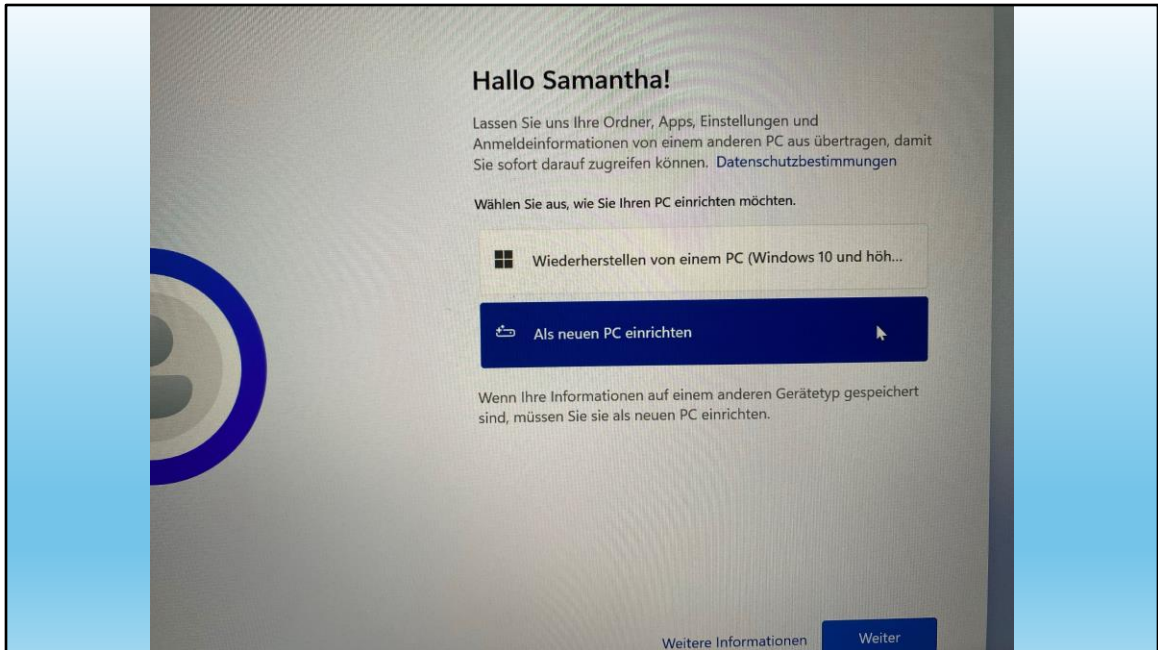 Hallo Samantha!
Lassen Sie uns Ihre Ordner, Apps, Einstellungen und
Anmeldeinformationen von einem anderen PC aus übertragen, damit
Sie sofort darauf zugreifen können. Datenschutzbestimmungen
Wählen Sie aus, wie Sie Ihren PC einrichten möchten.
Wiederherstellen von einem PC (Windows 10 und höh...
Als neuen PC einrichten
Wenn Ihre Informationen auf einem anderen Gerätetyp gespeichert
sind, müssen Sie sie als neuen PC einrichten.
Weitere Informationen Weiter